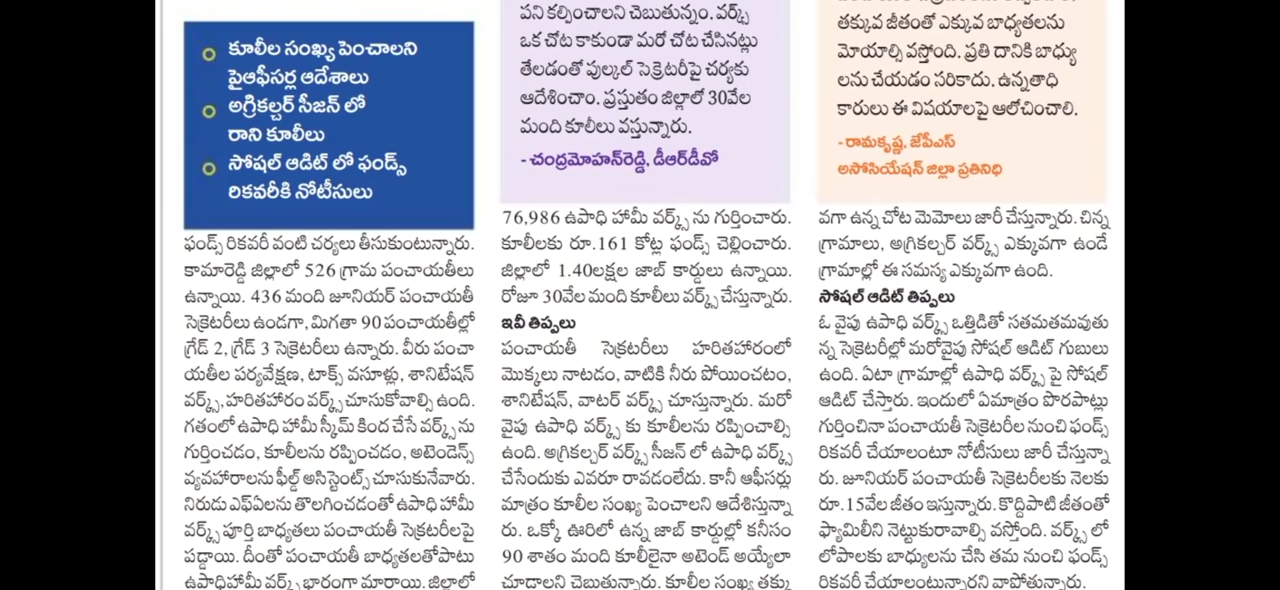 కూలీల సంఖ్య పెంచాలని
పైఆఫీసర్ల ఆదేశాలు
అగ్రికల్చర్ సీజన్ లో
రాని కూలీలు
సోషల్ ఆడిట్ లో ఫండ్స్
రికవరీకి నోటీసులు
ఫండ్స్ రికవరీ వంటి చర్యలు తీసుకుంటున్నారు.
కామారెడ్డి జిల్లాలో 526 గ్రామ పంచాయతీలు
ఉన్నాయి. 436 మంది జూనియర్ పంచాయతీ
సెక్రెటరీలు ఉండగా, మిగతా 90 పంచాయతీల్లో
గ్రేడ్ 2, గ్రేడ్ 3 సెక్రెటరీలు ఉన్నారు. వీరు పంచా
యతీల పర్యవేక్షణ, టాక్స్ వసూళ్లు, శానిటేషన్
వర్క్స్, హరితహారం వర్క్స్ చూసుకోవాల్సి ఉంది.
గతంలో ఉపాధి హామీ స్కీమ్ కింద చేసే వర్క్స్ ను
గుర్తించడం, కూలీలను రప్పించడం, అటెండెన్స్
వ్యవహారాలను ఫీల్డ్ అసిస్టెంట్స్ చూసుకునేవారు.
నిరుడు ఎఫ్ఏలను తొలగించడంతో ఉపాధి హామీ
వర్క్స్ పూర్తి బాధ్యతలు పంచాయతీ సెక్రటరీలపై
పడ్డాయి. దీంతో పంచాయతీ బాధ్యతలతోపాటు
ఉపాధిహామీ వర్క్స్ భారంగా మారాయి. జిల్లాలో
పని కల్పించాలని చెబుతున్నం. వర్క్స్
ఒక చోట కాకుండా మరో చోట చేసినట్లు
తేలడంతో పుల్కల్ సెక్రెటరీపై చర్యకు
ఆదేశించాం. ప్రస్తుతం జిల్లాలో 30వేల
మంది కూలీలు వస్తున్నారు.
- చంద్రమోహన్‌రెడ్డి, డీఆర్‌డీవో
76,986 ఉపాధి హామీ వర్క్స్ ను గుర్తించారు.
కూలీలకు రూ.161 కోట్ల ఫండ్స్ చెల్లించారు.
జిల్లాలో 1.40లక్షల జాబ్ కార్డులు ఉన్నాయి.
రోజూ 30వేల మంది కూలీలు వర్క్స్ చేస్తున్నారు.
ఇవీ తిప్పలు
పంచాయతీ సెక్రటరీలు హరితహారంలో
మొక్కలు నాటడం, వాటికి నీరు పోయించటం,
శానిటేషన్, వాటర్ వర్క్స్ చూస్తున్నారు. మరో
వైపు ఉపాధి వర్క్స్ కు కూలీలను రప్పించాల్సి
ఉంది. అగ్రికల్చర్ వర్క్స్ సీజన్ లో ఉపాధి వర్క్స్
చేసేందుకు ఎవరూ రావడంలేదు. కానీ ఆఫీసర్లు
మాత్రం కూలీల సంఖ్య పెంచాలని ఆదేశిస్తున్నా
రు. ఒక్కో ఊరిలో ఉన్న జాబ్ కార్డుల్లో కనీసం
90 శాతం మంది కూలీలైనా అటెండ్ అయ్యేలా
చూడాలని చెబుతున్నారు. కూలీల సంఖ్య తక్కు
తక్కువ జీతంతో ఎక్కువ బాధ్యతలను
మోయాల్సి వస్తోంది. ప్రతి దానికి బాధ్యు
లను చేయడం సరికాదు. ఉన్నతాధి
కారులు ఈ విషయాలపై ఆలోచించాలి.
- రామకృష్ణ, జేపీఎస్
అసోసియేషన్ జిల్లా ప్రతినిధి
వగా ఉన్న చోట మెమోలు జారీ చేస్తున్నారు. చిన్న
గ్రామాలు, అగ్రికల్చర్ వర్క్స్ ఎక్కువగా ఉండే
గ్రామాల్లో ఈ సమస్య ఎక్కువగా ఉంది.
సోషల్ ఆడిట్ తిప్పలు
ఓ వైపు ఉపాధి వర్క్స్ ఒత్తిడితో సతమతమవుతు
న్న సెక్రెటరీల్లో మరోవైపు సోషల్ ఆడిట్ గుబులు
ఉంది. ఏటా గ్రామాల్లో ఉపాధి వర్క్స్ పై సోషల్
ఆడిట్ చేస్తారు. ఇందులో ఏమాత్రం పొరపాట్లు
గుర్తించినా పంచాయతీ సెక్రెటరీల నుంచి ఫండ్స్
రికవరీ చేయాలంటూ నోటీసులు జారీ చేస్తున్నా
రు. జూనియర్ పంచాయతీ సెక్రెటరీలకు నెలకు
రూ.15వేల జీతం ఇస్తున్నారు. కొద్దిపాటి జీతంతో
ఫ్యామిలీని నెట్టుకురావాల్సి వస్తోంది. వర్క్స్ లో
లోపాలకు బాధ్యులను చేసి తమ నుంచి ఫండ్స్
రికవరీ చేయాలంటున్నారని వాపోతున్నారు.